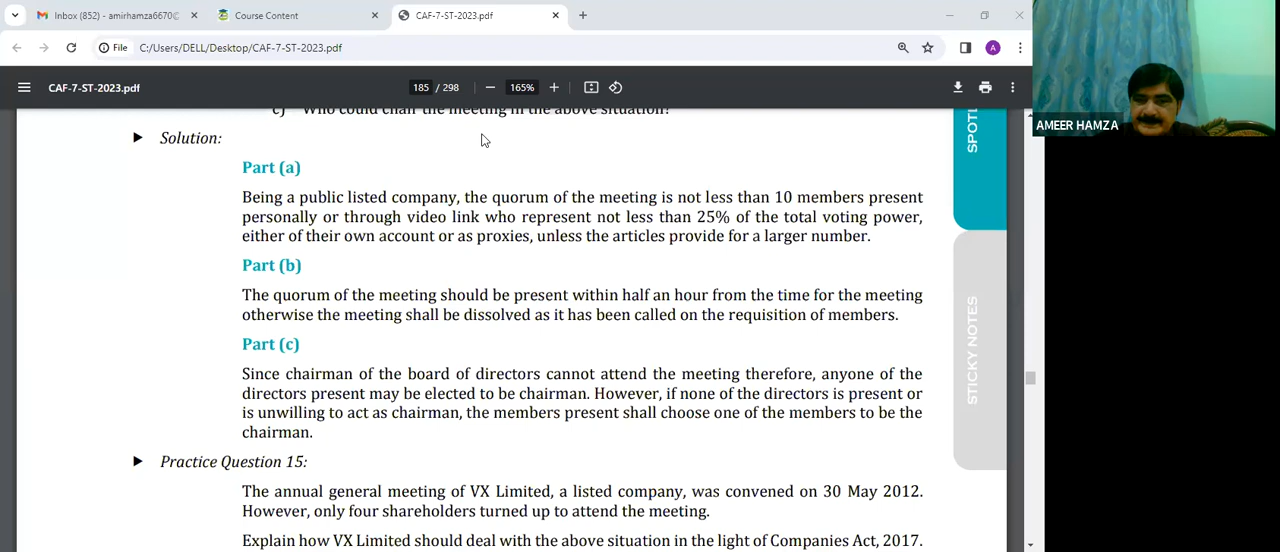 Inbox (852) - amirhamza6670
Course Content
CAF-7-ST-2023.pdf
File C:/Users/DELL/Desktop/CAF-7-ST-2023.pdf
A
CAF-7-ST-2023.pdf
185 / 298
165%
AMEER HAMZA
c) Who could chair the meeting in the above situation?
Solution:
Part (a)
Being a public listed company, the quorum of the meeting is not less than 10 members present
personally or through video link who represent not less than 25% of the total voting power,
either of their own account or as proxies, unless the articles provide for a larger number.
Part (b)
The quorum of the meeting should be present within half an hour from the time for the meeting
otherwise the meeting shall be dissolved as it has been called on the requisition of members.
Part (c)
Since chairman of the board of directors cannot attend the meeting therefore, anyone of the
directors present may be elected to be chairman. However, if none of the directors is present or
is unwilling to act as chairman, the members present shall choose one of the members to be the
chairman.
Practice Question 15:
The annual general meeting of VX Limited, a listed company, was convened on 30 May 2012.
However, only four shareholders turned up to attend the meeting.
Explain how VX Limited should deal with the above situation in the light of Companies Act, 2017.
SPOTL
STICKY NOTES